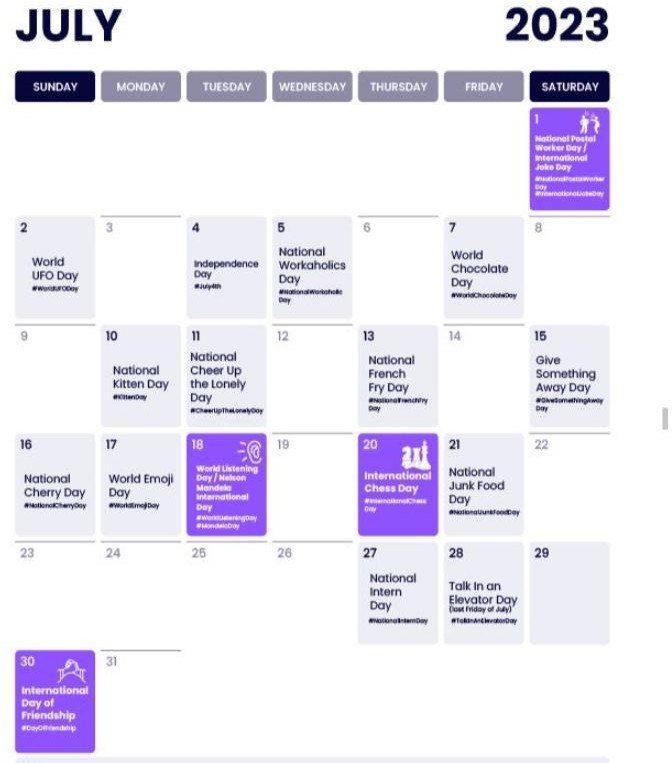 JULY 2023
SUNDAY MONDAY TUESDAY WEDNESDAY THURSDAY FRIDAY SATURDAY
1
National Postal
Worker Day /
International
Joke Day
#NationalPostalWorker
Day
#InternationalJokeDay
2
World
UFO Day
#WorldUFODay
3
4
Independence
Day
#July4th
5
National
Workaholics
Day
#NationalWorkaholic
Day
6
7
World
Chocolate
Day
#WorldChocolateDay
8
9
10
National
Kitten Day
#KittenDay
11
National
Cheer Up
the Lonely
Day
#CheerUpTheLonelyDay
12
13
National
French
Fry Day
#NationalFrenchFry
Day
14
15
Give
Something
Away Day
#GiveSomethingAway
Day
16
National
Cherry Day
#NationalCherryDay
17
World Emoji
Day
#WorldEmojiDay
18
World Listening
Day / Nelson
Mandela
International
Day
#WorldListeningDay
#MandelaDay
19
20
International
Chess Day
#InternationalChess
Day
21
National
Junk Food
Day
#NationalJunkFoodDay
22
23
24
25
26
27
National
Intern
Day
#NationalInternDay
28
Talk In an
Elevator Day
(last Friday of July)
#TalkInAnElevatorDay
29
30
International
Day of
Friendship
#DayOfFriendship
31